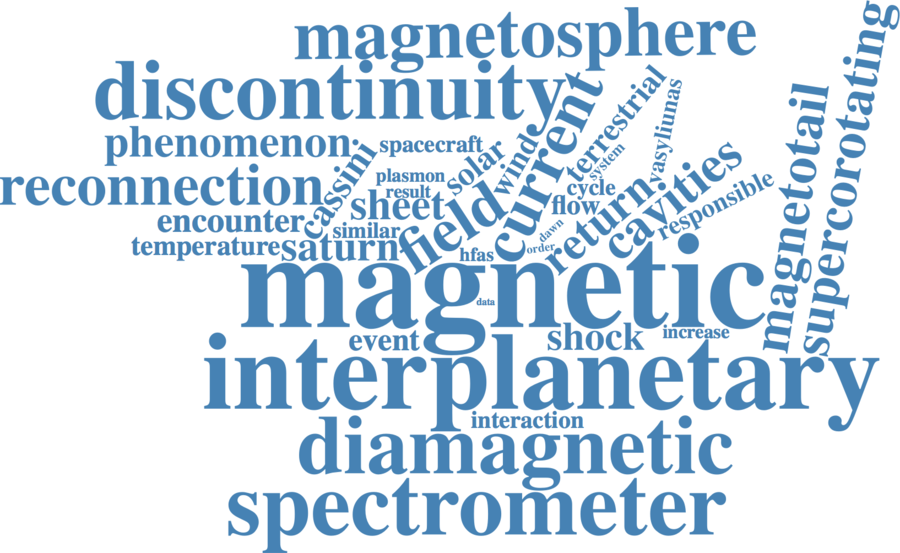 magnetosphere
discontinuity
phenomenon
spacecraft
reconnection
cassini
plasmon
result
solar
wind
current
terrestrial
system
vasyliunas
cycle
flow
sheet
encounter
similar
temperature
saturn
field
hfas
dawn
order
return
cavities
responsible
magnetotail
supercorotating
magnetic
data
event
shock
increase
interplanetary
interaction
diamagnetic
spectrometer